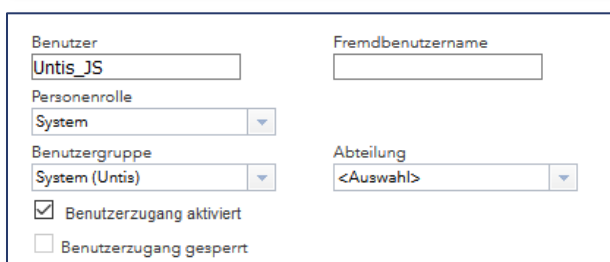 Benutzer Fremdbenutzername
Untis_JS
Personenrolle
System
Benutzergruppe Abteilung
System (Untis) <Auswahl>
Benutzerzugang aktiviert
Benutzerzugang gesperrt